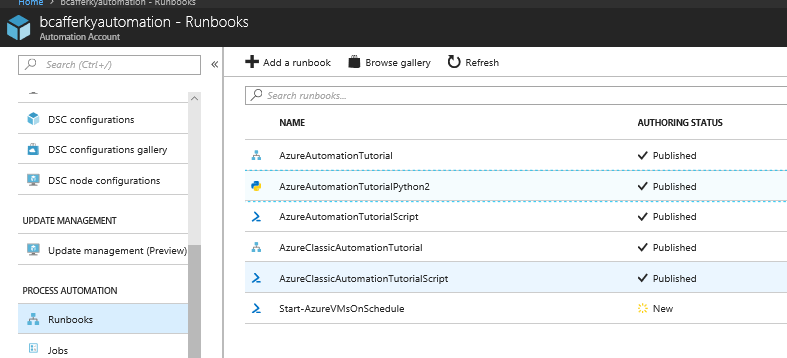 Home > bcafferkyautomation - Runbooks
bcafferkyautomation - Runbooks
Automation Account
Search (Ctrl+/)
«
DSC configurations
DSC configurations gallery
DSC node configurations
UPDATE MANAGEMENT
Update management (Preview)
PROCESS AUTOMATION
Runbooks
Jobs
Add a runbook Browse gallery Refresh
Search runbooks...
NAME AUTHORING STATUS
AzureAutomationTutorial Published
AzureAutomationTutorialPython2 Published
AzureAutomationTutorialScript Published
AzureClassicAutomationTutorial Published
AzureClassicAutomationTutorialScript Published
Start-AzureVMsOnSchedule New